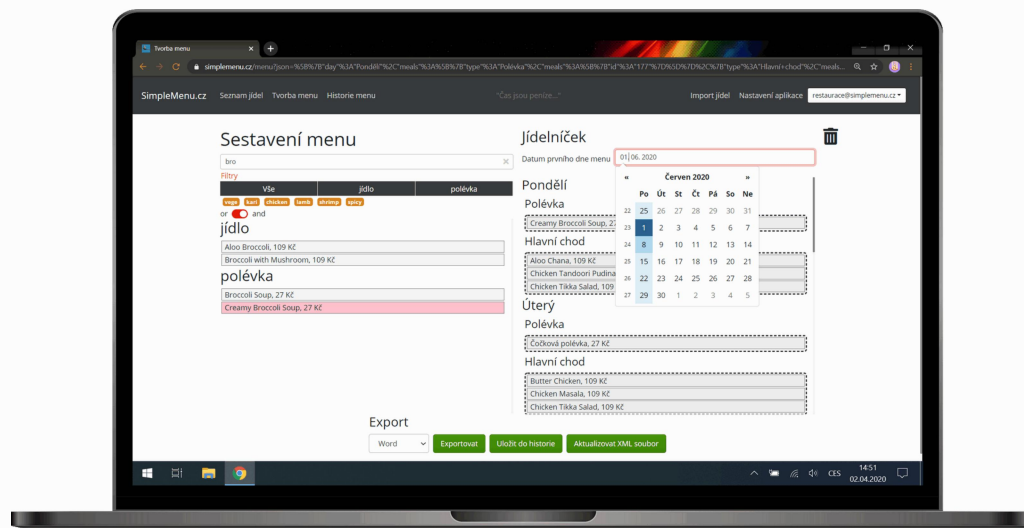 Tvorba menu
simplemenu.cz/menu?json=%5B%7B"day"%3A"Pondělí"%2C"meals"%3A%5B%7B"type"%3A"Polévka"%2C"meals"%3A%5B%7B"id"%3A"177"%7D%5D%7D%2C%7B"type"%3A"Hlavní+chod"%2C"meals...
SimpleMenu.cz Seznam jídel Tvorba menu Historie menu "Čas jsou peníze..." Import jídel Nastavení aplikace restaurace@simplemenu.cz
Sestavení menu
bro
Filtry
Vše jídlo polévka
vege kari chicken lamb shrimp spicy
or and
jídlo
Aloo Broccoli, 109 Kč
Broccoli with Mushroom, 109 Kč
polévka
Broccoli Soup, 27 Kč
Creamy Broccoli Soup, 27 Kč
Jídelníček
Datum prvního dne menu 01. 06. 2020
« Červen 2020 »
Po Út St Čt Pá So Ne
22 25 26 27 28 29 30 31
23 1 2 3 4 5 6 7
24 8 9 10 11 12 13 14
25 15 16 17 18 19 20 21
26 22 23 24 25 26 27 28
27 29 30 1 2 3 4 5
Pondělí
Polévka
Creamy Broccoli Soup, 27
Hlavní chod
Aloo Chana, 109 Kč
Chicken Tandoori Pudina
Chicken Tikka Salad, 109
Úterý
Polévka
Čočková polévka, 27 Kč
Hlavní chod
Butter Chicken, 109 Kč
Chicken Masala, 109 Kč
Chicken Tikka Salad, 109 Kč
Export
Word Exportovat Uložit do historie Aktualizovat XML soubor
CES
14:51
02.04.2020